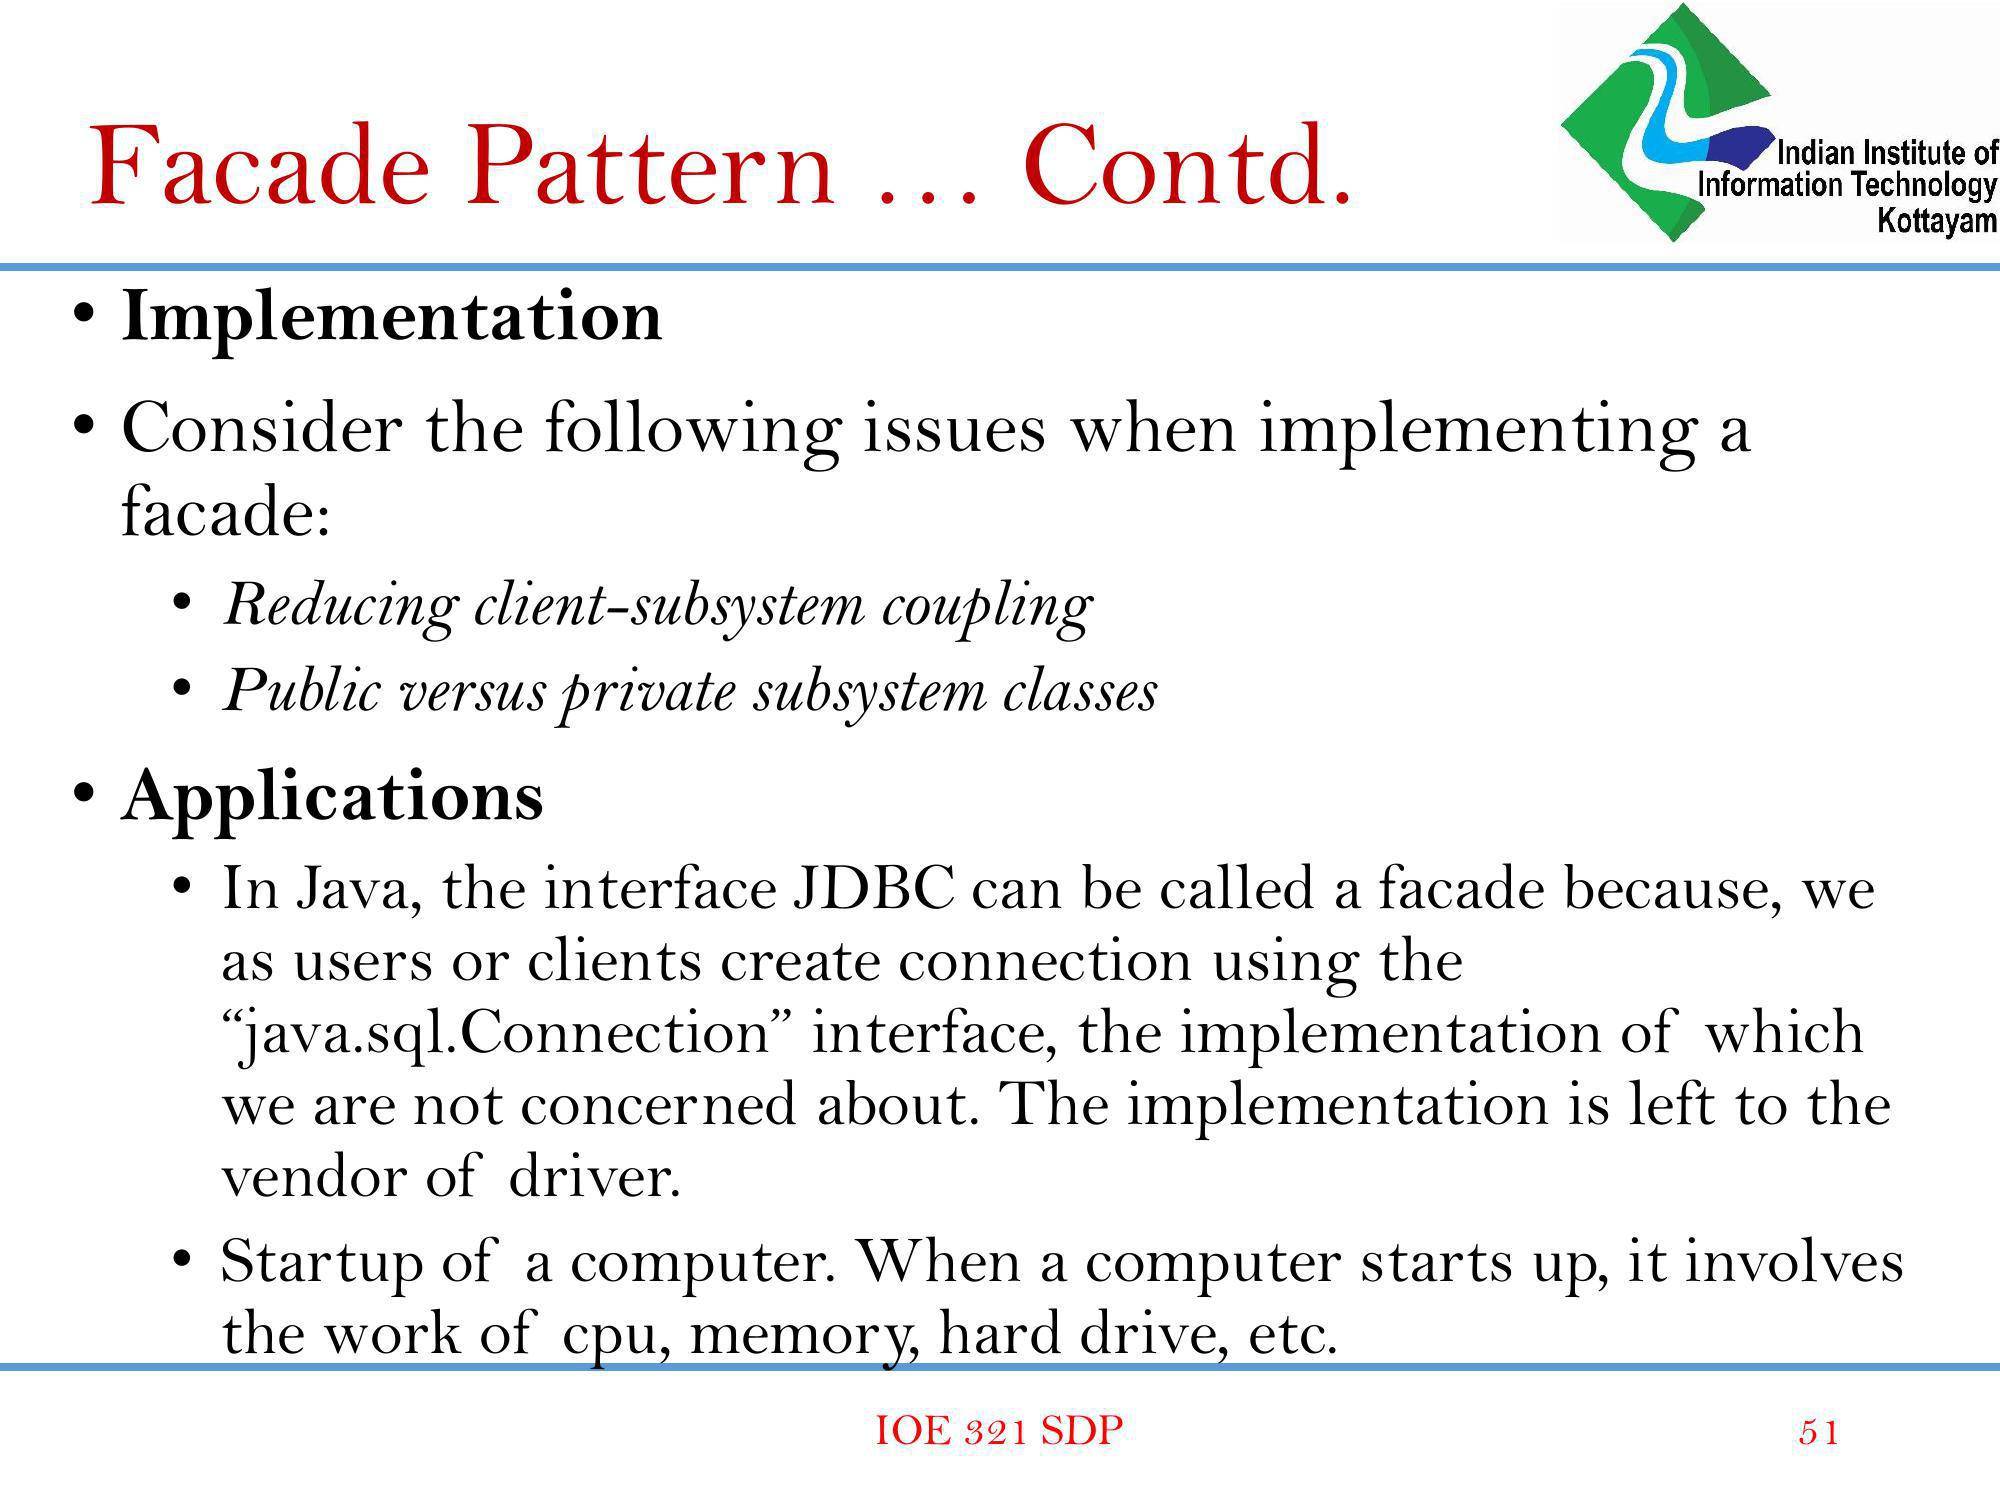 Facade Pattern … Contd.
Indian Institute of
Information Technology
Kottayam
• Implementation
• Consider the following issues when implementing a
facade:
• Reducing client-subsystem coupling
• Public versus private subsystem classes
• Applications
• In Java, the interface JDBC can be called a facade because, we
as users or clients create connection using the
“java.sql.Connection” interface, the implementation of which
we are not concerned about. The implementation is left to the
vendor of driver.
• Startup of a computer. When a computer starts up, it involves
the work of cpu, memory, hard drive, etc.
IOE 321 SDP
51